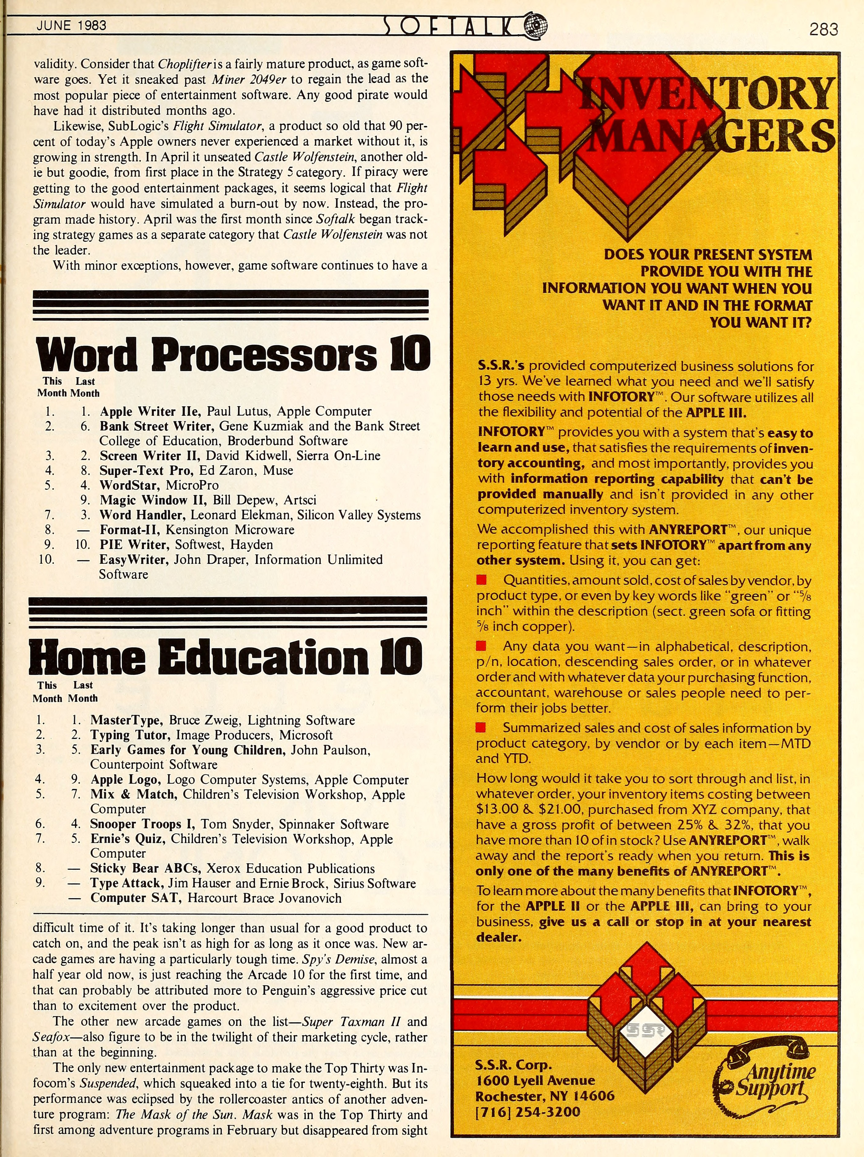 JUNE 1983
SOFTALK
283
validity. Consider that Choplifter is a fairly mature product, as game soft-
ware goes. Yet it sneaked past Miner 2049er to regain the lead as the
most popular piece of entertainment software. Any good pirate would
have had it distributed months ago.
Likewise, SubLogic's Flight Simulator, a product so old that 90 per-
cent of today's Apple owners never experienced a market without it, is
growing in strength. In April it unseated Castle Wolfenstein, another old-
ie but goodie, from first place in the Strategy 5 category. If piracy were
getting to the good entertainment packages, it seems logical that Flight
Simulator would have simulated a burn-out by now. Instead, the pro-
gram made history. April was the first month since Softalk began track-
ing strategy games as a separate category that Castle Wolfenstein was not
the leader.
With minor exceptions, however, game software continues to have a
Word Processors 10
This Last
Month Month
1. 1. Apple Writer IIe, Paul Lutus, Apple Computer
2. 6. Bank Street Writer, Gene Kuzmiak and the Bank Street
College of Education, Broderbund Software
3. 2. Screen Writer II, David Kidwell, Sierra On-Line
4. 8. Super-Text Pro, Ed Zaron, Muse
5. 4. WordStar, MicroPro
9. Magic Window II, Bill Depew, Artsci
7. 3. Word Handler, Leonard Elekman, Silicon Valley Systems
8. — Format-II, Kensington Microware
9. 10. PIE Writer, Softwest, Hayden
10. — EasyWriter, John Draper, Information Unlimited
Software
Home Education 10
This Last
Month Month
1. 1. MasterType, Bruce Zweig, Lightning Software
2. 2. Typing Tutor, Image Producers, Microsoft
3. 5. Early Games for Young Children, John Paulson,
Counterpoint Software
4. 9. Apple Logo, Logo Computer Systems, Apple Computer
5. 7. Mix & Match, Children's Television Workshop, Apple
Computer
6. 4. Snooper Troops I, Tom Snyder, Spinnaker Software
7. 5. Ernie's Quiz, Children's Television Workshop, Apple
Computer
8. — Sticky Bear ABCs, Xerox Education Publications
9. — Type Attack, Jim Hauser and Ernie Brock, Sirius Software
— Computer SAT, Harcourt Brace Jovanovich
difficult time of it. It's taking longer than usual for a good product to
catch on, and the peak isn't as high for as long as it once was. New ar-
cade games are having a particularly tough time. Spy's Demise, almost a
half year old now, is just reaching the Arcade 10 for the first time, and
that can probably be attributed more to Penguin's aggressive price cut
than to excitement over the product.
The other new arcade games on the list—Super Taxman II and
Seafox—also figure to be in the twilight of their marketing cycle, rather
than at the beginning.
The only new entertainment package to make the Top Thirty was In-
focom's Suspended, which squeaked into a tie for twenty-eighth. But its
performance was eclipsed by the rollercoaster antics of another adven-
ture program: The Mask of the Sun. Mask was in the Top Thirty and
first among adventure programs in February but disappeared from sight
INVENTORY
MANAGERS
DOES YOUR PRESENT SYSTEM
PROVIDE YOU WITH THE
INFORMATION YOU WANT WHEN YOU
WANT IT AND IN THE FORMAT
YOU WANT IT?
S.S.R.'s provided computerized business solutions for
13 yrs. We've learned what you need and we'll satisfy
those needs with INFOTORY™. Our software utilizes all
the flexibility and potential of the APPLE III.
INFOTORY™ provides you with a system that's easy to
learn and use, that satisfies the requirements of inven-
tory accounting, and most importantly, provides you
with information reporting capability that can't be
provided manually and isn't provided in any other
computerized inventory system.
We accomplished this with ANYREPORT™, our unique
reporting feature that sets INFOTORY™ apart from any
other system. Using it, you can get:
■ Quantities, amount sold, cost of sales by vendor, by
product type, or even by key words like "green" or "⅝
inch" within the description (sect. green sofa or fitting
⅝ inch copper).
■ Any data you want—in alphabetical, description,
p/n, location, descending sales order, or in whatever
order and with whatever data your purchasing function,
accountant, warehouse or sales people need to per-
form their jobs better.
■ Summarized sales and cost of sales information by
product category, by vendor or by each item—MTD
and YTD.
How long would it take you to sort through and list, in
whatever order, your inventory items costing between
$13.00 & $21.00, purchased from XYZ company, that
have a gross profit of between 25% & 32%, that you
have more than 10 of in stock? Use ANYREPORT™, walk
away and the report's ready when you return. This is
only one of the many benefits of ANYREPORT™.
To learn more about the many benefits that INFOTORY™,
for the APPLE II or the APPLE III, can bring to your
business, give us a call or stop in at your nearest
dealer.
SSR
S.S.R. Corp.
1600 Lyell Avenue
Rochester, NY 14606
[716] 254-3200
Anytime
Support